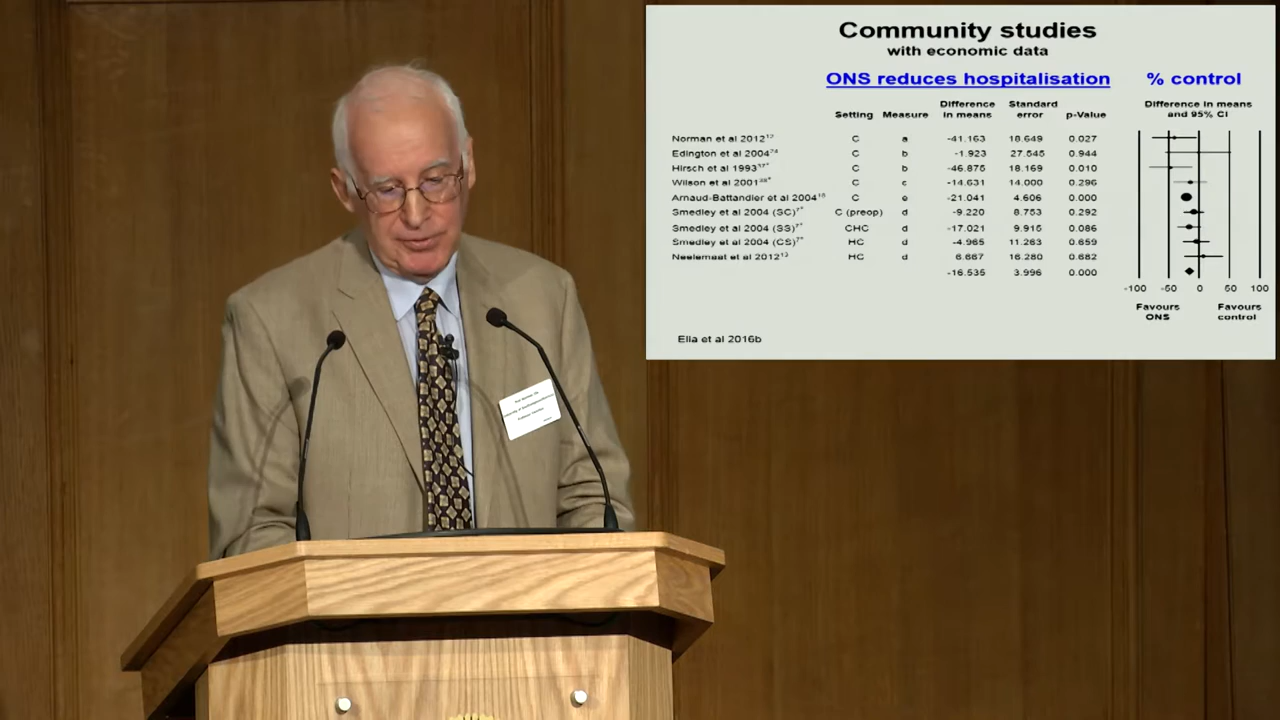 Community studies
with economic data
ONS reduces hospitalisation % control
Setting Measure Difference in means Standard error p-Value Difference in means and 95% CI
Norman et al 2012 C a -41.163 18.649 0.027
Edington et al 2004 C b -1.923 27.545 0.944
Hirsch et al 1993 C b -46.875 18.169 0.010
Wilson et al 2001 C c -14.631 14.000 0.296
Arnaud-Battandier et al 2004 C e -21.041 4.606 0.000
Smedley et al 2004 (SC) C (preop) d -9.220 8.753 0.292
Smedley et al 2004 (SS) CHC d -17.021 9.915 0.086
Smedley et al 2004 (CS) HC d -4.965 11.263 0.659
Neelemaat et al 2012 HC d 6.667 16.280 0.682
-16.535 3.996 0.000
-100 -50 0 50 100
Favours ONS Favours control
Elia et al 2016b